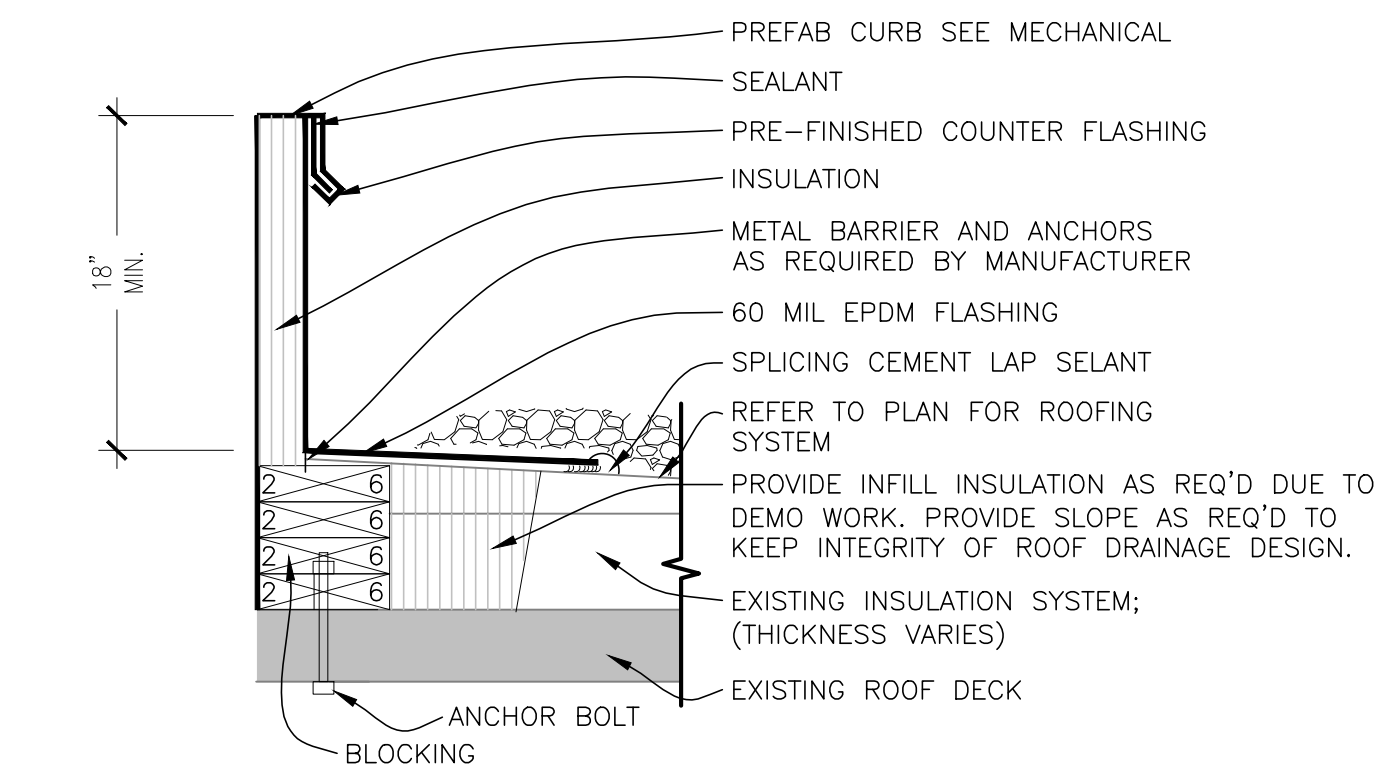 PREFAB CURB SEE MECHANICAL
SEALANT
PRE-FINISHED COUNTER FLASHING
INSULATION
METAL BARRIER AND ANCHORS
AS REQUIRED BY MANUFACTURER
60 MIL EPDM FLASHING
SPLICING CEMENT LAP SELANT
REFER TO PLAN FOR ROOFING
SYSTEM
PROVIDE INFILL INSULATION AS REQ'D DUE TO
DEMO WORK. PROVIDE SLOPE AS REQ'D TO
KEEP INTEGRITY OF ROOF DRAINAGE DESIGN.
EXISTING INSULATION SYSTEM;
(THICKNESS VARIES)
EXISTING ROOF DECK
ANCHOR BOLT
BLOCKING
18"
MIN.
2 6
2 6
2 6
2 6